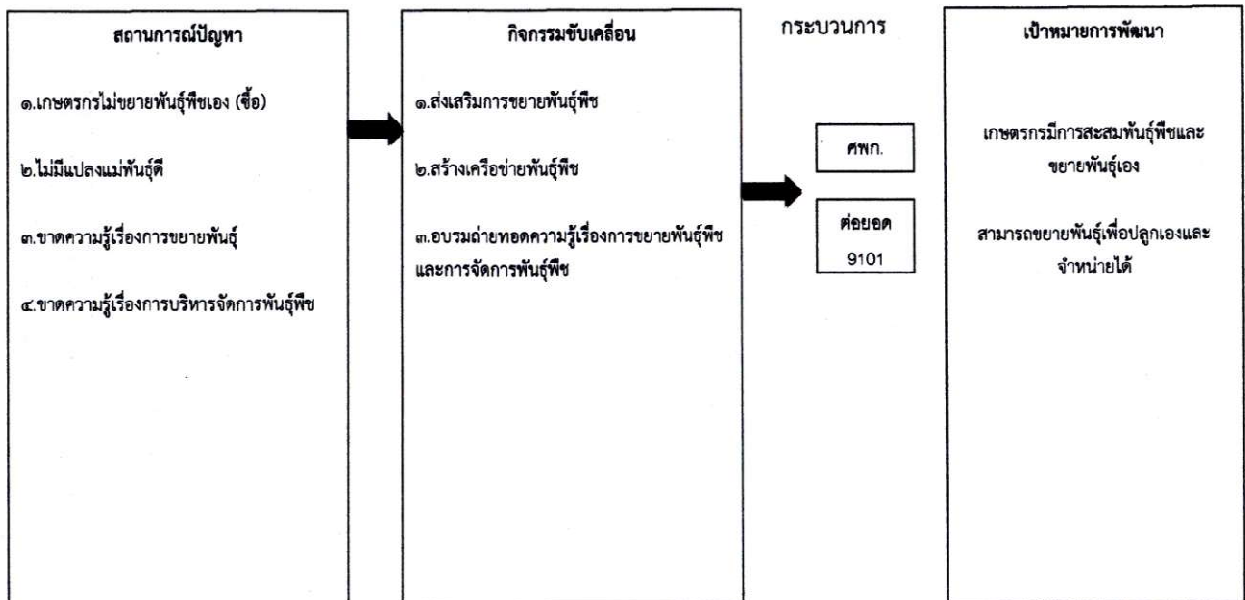 สถานการณ์ปัญหา
๑.เกษตรกรไม่ขยายพันธุ์พืชเอง (ซื้อ)
๒.ไม่มีแปลงแม่พันธุ์ดี
๓.ขาดความรู้เรื่องการขยายพันธุ์
๔.ขาดความรู้เรื่องการบริหารจัดการพันธุ์พืช
กิจกรรมขับเคลื่อน
๑.ส่งเสริมการขยายพันธุ์พืช
๒.สร้างเครือข่ายพันธุ์พืช
๓.อบรมถ่ายทอดความรู้เรื่องการขยายพันธุ์พืช
และการจัดการพันธุ์พืช
กระบวนการ
ศพก.
ต่อยอด
9101
เป้าหมายการพัฒนา
เกษตรกรมีการสะสมพันธุ์พืชและ
ขยายพันธุ์เอง
สามารถขยายพันธุ์เพื่อปลูกเองและ
จำหน่ายได้